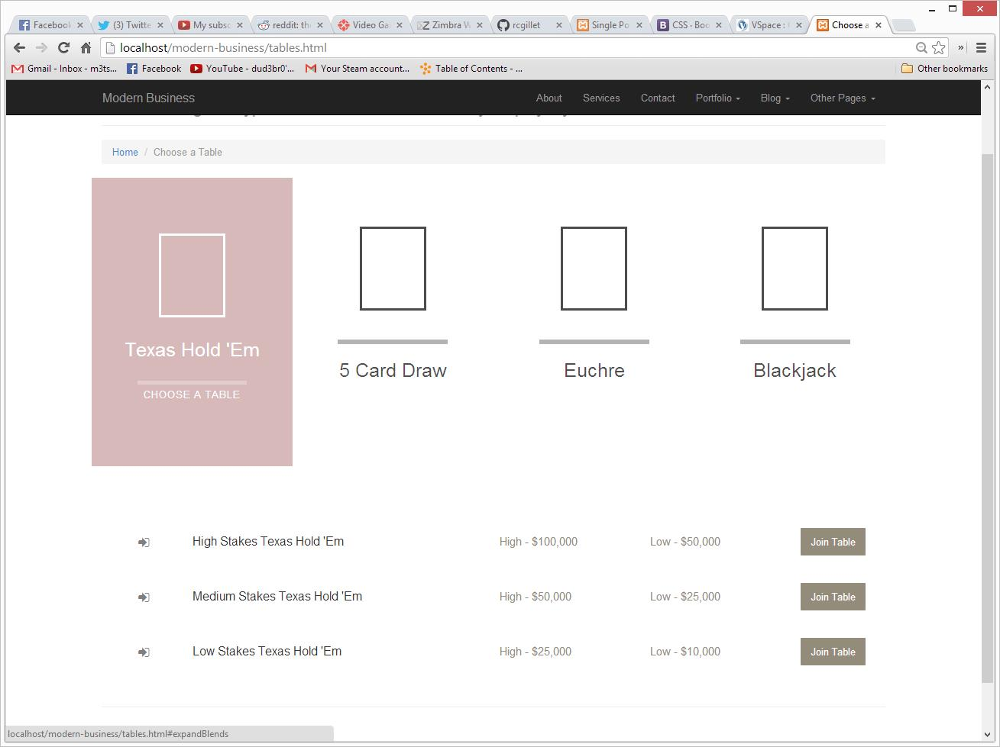 Facebook
(3) Twitte
My subsc
reddit: th
Video Ga
Zimbra W
rcgillet
Single Po
CSS · Boo
VSpace :
Choose a
localhost/modern-business/tables.html
Gmail - Inbox - m3ts...
Facebook
YouTube - dud3br0'...
Your Steam account...
Table of Contents - ...
»
Other bookmarks
Modern Business
About
Services
Contact
Portfolio
Blog
Other Pages
Home / Choose a Table
Texas Hold 'Em
CHOOSE A TABLE
5 Card Draw
Euchre
Blackjack
High Stakes Texas Hold 'Em High - $100,000 Low - $50,000 Join Table
Medium Stakes Texas Hold 'Em High - $50,000 Low - $25,000 Join Table
Low Stakes Texas Hold 'Em High - $25,000 Low - $10,000 Join Table
localhost/modern-business/tables.html#expandBlends